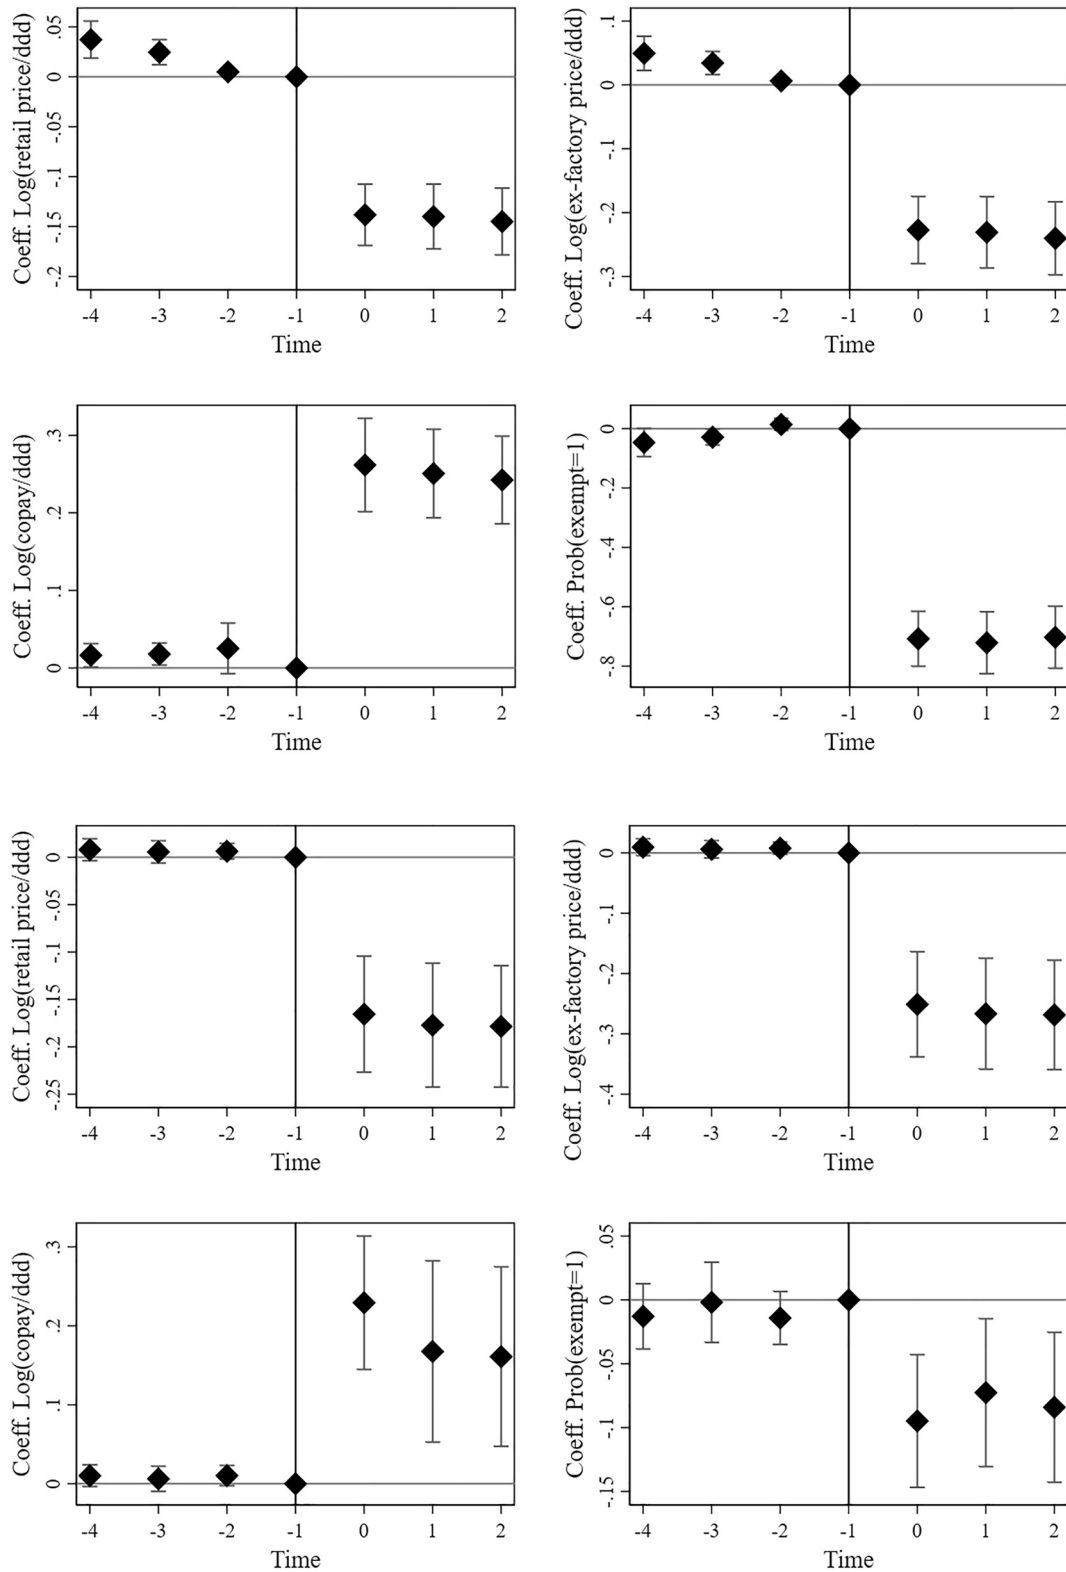 Coeff. Log(retail price/ddd)
.05
0
-.05
-.1
-.15
-.2
-4 -3 -2 -1 0 1 2
Time
Coeff. Log(ex-factory price/ddd)
.1
0
-.1
-.2
-.3
-4 -3 -2 -1 0 1 2
Time
Coeff. Log(copay/ddd)
.3
.2
.1
0
-4 -3 -2 -1 0 1 2
Time
Coeff. Prob(exempt=1)
0
-.2
-.4
-.6
-.8
-4 -3 -2 -1 0 1 2
Time
Coeff. Log(retail price/ddd)
0
-.05
-.1
-.15
-.2
-.25
-4 -3 -2 -1 0 1 2
Time
Coeff. Log(ex-factory price/ddd)
0
-.1
-.2
-.3
-.4
-4 -3 -2 -1 0 1 2
Time
Coeff. Log(copay/ddd)
.3
.2
.1
0
-4 -3 -2 -1 0 1 2
Time
Coeff. Prob(exempt=1)
.05
0
-.05
-.1
-.15
-4 -3 -2 -1 0 1 2
Time